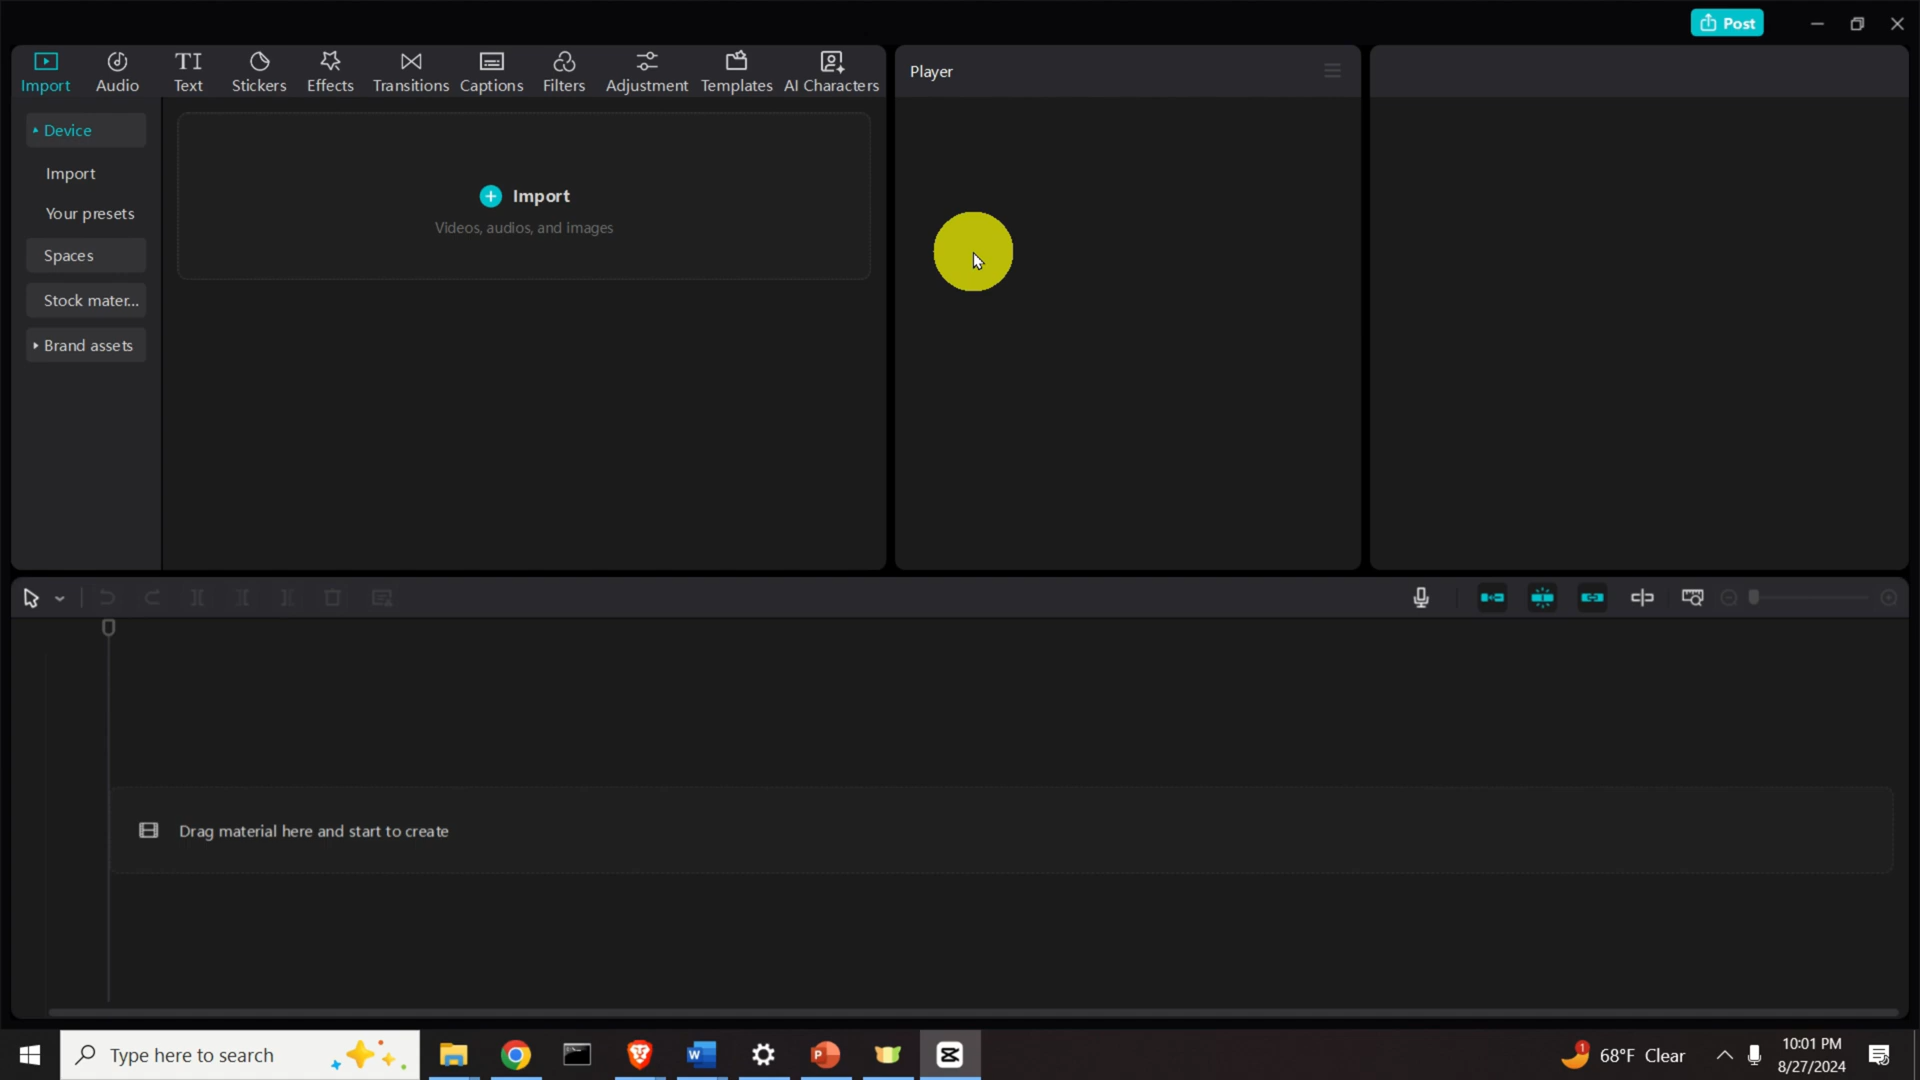 Post
Import
Audio
TI
Text
Stickers
Effects
Transitions
Captions
Filters
Adjustment
Templates
AI Characters
Player
Device
Import
Your presets
Spaces
Stock mater...
Brand assets
Import
Videos, audios, and images
Drag material here and start to create
Type here to search
W
P
1
68°F Clear
10:01 PM
8/27/2024